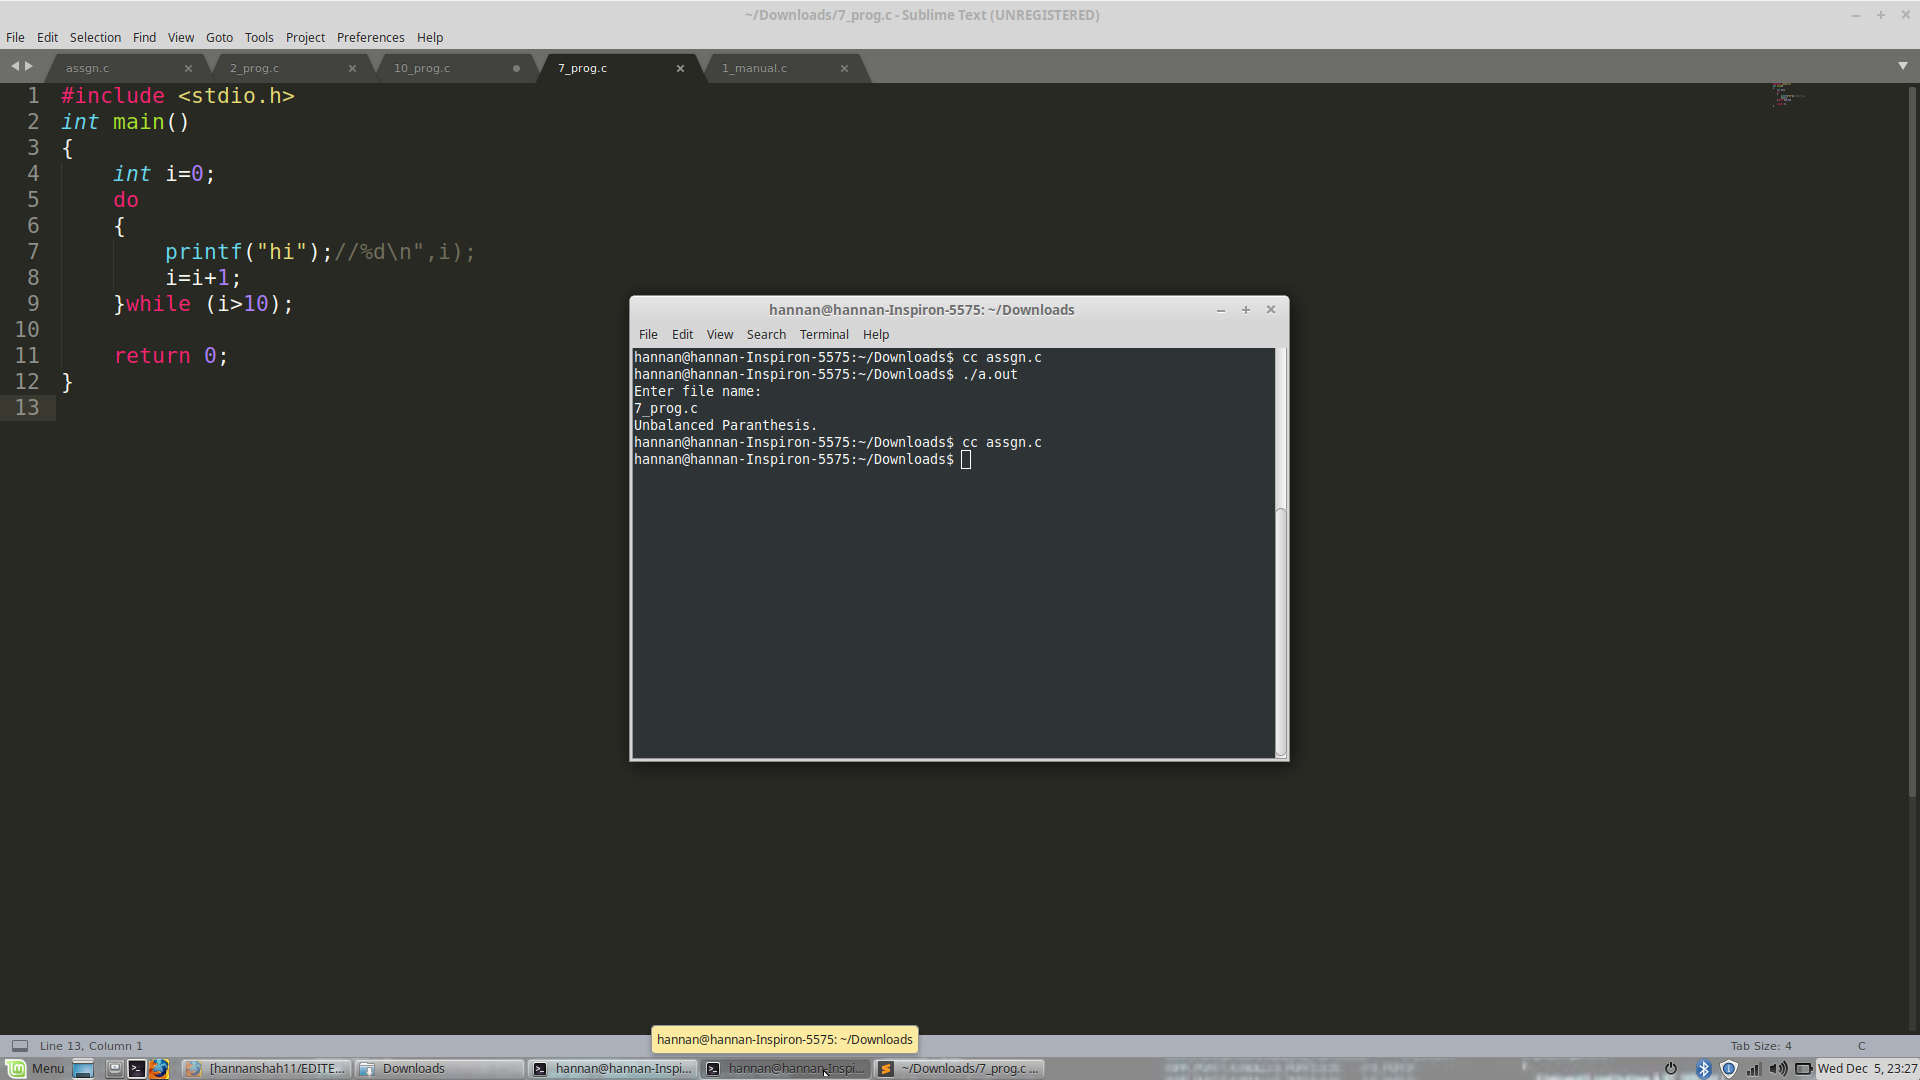 ~/Downloads/7_prog.c - Sublime Text (UNREGISTERED)
File Edit Selection Find View Goto Tools Project Preferences Help
assgn.c 2_prog.c 10_prog.c 7_prog.c 1_manual.c
1 #include <stdio.h>
2 int main()
3 {
4 int i=0;
5 do
6 {
7 printf("hi");//%d\n",i);
8 i=i+1;
9 }while (i>10);
10
11 return 0;
12 }
13
hannan@hannan-Inspiron-5575: ~/Downloads
File Edit View Search Terminal Help
hannan@hannan-Inspiron-5575:~/Downloads$ cc assgn.c
hannan@hannan-Inspiron-5575:~/Downloads$ ./a.out
Enter file name:
7_prog.c
Unbalanced Paranthesis.
hannan@hannan-Inspiron-5575:~/Downloads$ cc assgn.c
hannan@hannan-Inspiron-5575:~/Downloads$
hannan@hannan-Inspiron-5575: ~/Downloads
Line 13, Column 1 Tab Size: 4 C
Menu [hannanshah11/EDITE... Downloads hannan@hannan-Inspi... hannan@hannan-Inspi... ~/Downloads/7_prog.c ... Wed Dec 5, 23:27